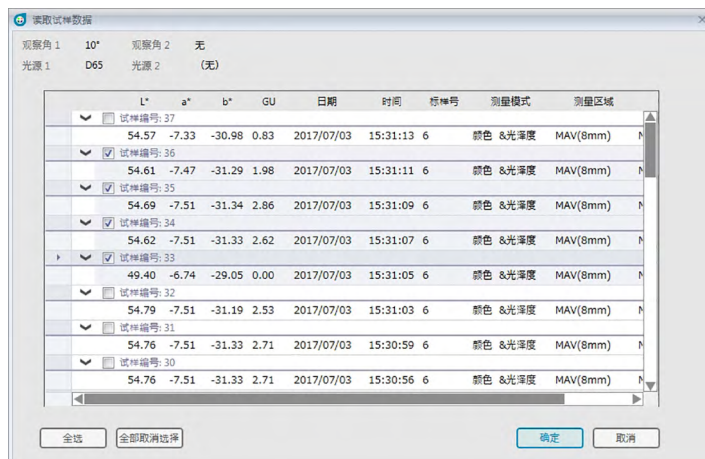 读取试样数据
观察角 1 10° 观察角 2 无
光源 1 D65 光源 2 (无)
L* a* b* GU 日期 时间 标样号 测量模式 测量区域
试样编号: 37
54.57 -7.33 -30.98 0.83 2017/07/03 15:31:13 6 颜色 &光泽度 MAV(8mm)
试样编号: 36
54.61 -7.47 -31.29 1.98 2017/07/03 15:31:11 6 颜色 &光泽度 MAV(8mm)
试样编号: 35
54.69 -7.51 -31.34 2.86 2017/07/03 15:31:09 6 颜色 &光泽度 MAV(8mm)
试样编号: 34
54.62 -7.51 -31.33 2.62 2017/07/03 15:31:07 6 颜色 &光泽度 MAV(8mm)
试样编号: 33
49.40 -6.74 -29.05 0.00 2017/07/03 15:31:05 6 颜色 &光泽度 MAV(8mm)
试样编号: 32
54.79 -7.51 -31.19 2.53 2017/07/03 15:31:03 6 颜色 &光泽度 MAV(8mm)
试样编号: 31
54.76 -7.51 -31.33 2.71 2017/07/03 15:30:59 6 颜色 &光泽度 MAV(8mm)
试样编号: 30
54.76 -7.51 -31.33 2.71 2017/07/03 15:30:56 6 颜色 &光泽度 MAV(8mm)
全选 全部取消选择 确定 取消